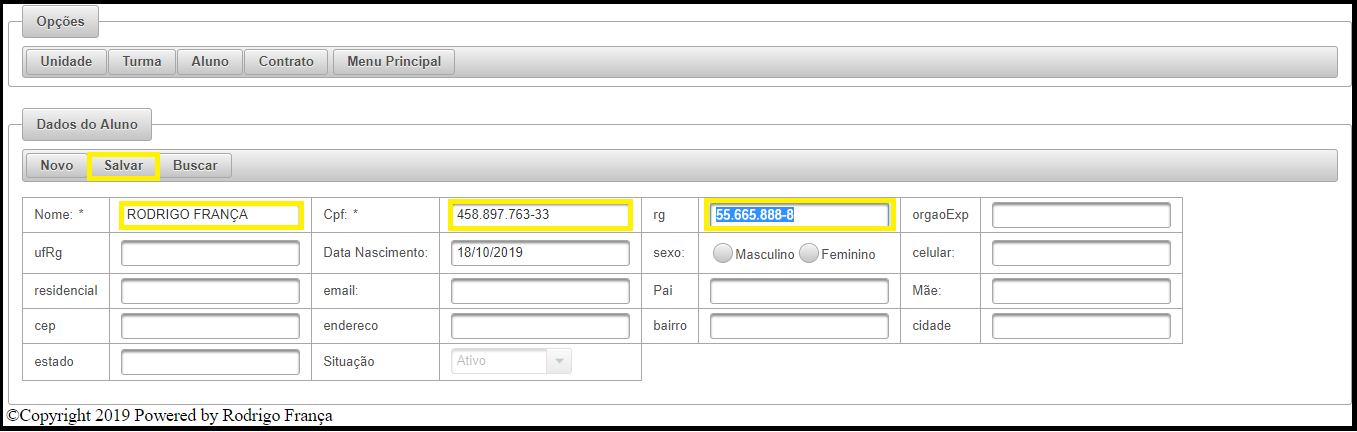 Opções
Unidade Turma Aluno Contrato Menu Principal
Dados do Aluno
Novo Salvar Buscar
Nome: * RODRIGO FRANÇA Cpf: * 458.897.763-33 rg 55.665.888-8 orgaoExp
ufRg Data Nascimento: 18/10/2019 sexo: Masculino Feminino celular:
residencial email: Pai Mãe:
cep endereco bairro cidade
estado Situação Ativo
©Copyright 2019 Powered by Rodrigo França